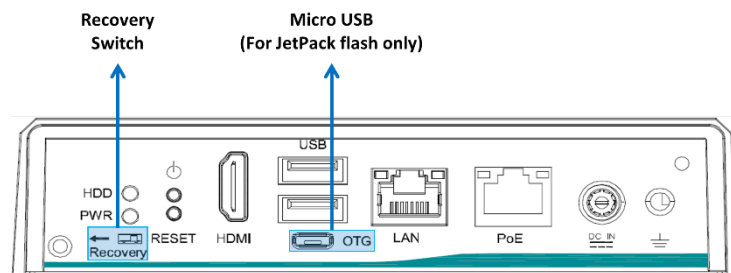 Recovery
Switch
Micro USB
(For JetPack flash only)
USB
HDD
PWR
RESET
HDMI
OTG
LAN
PoE
DC IN
Recovery